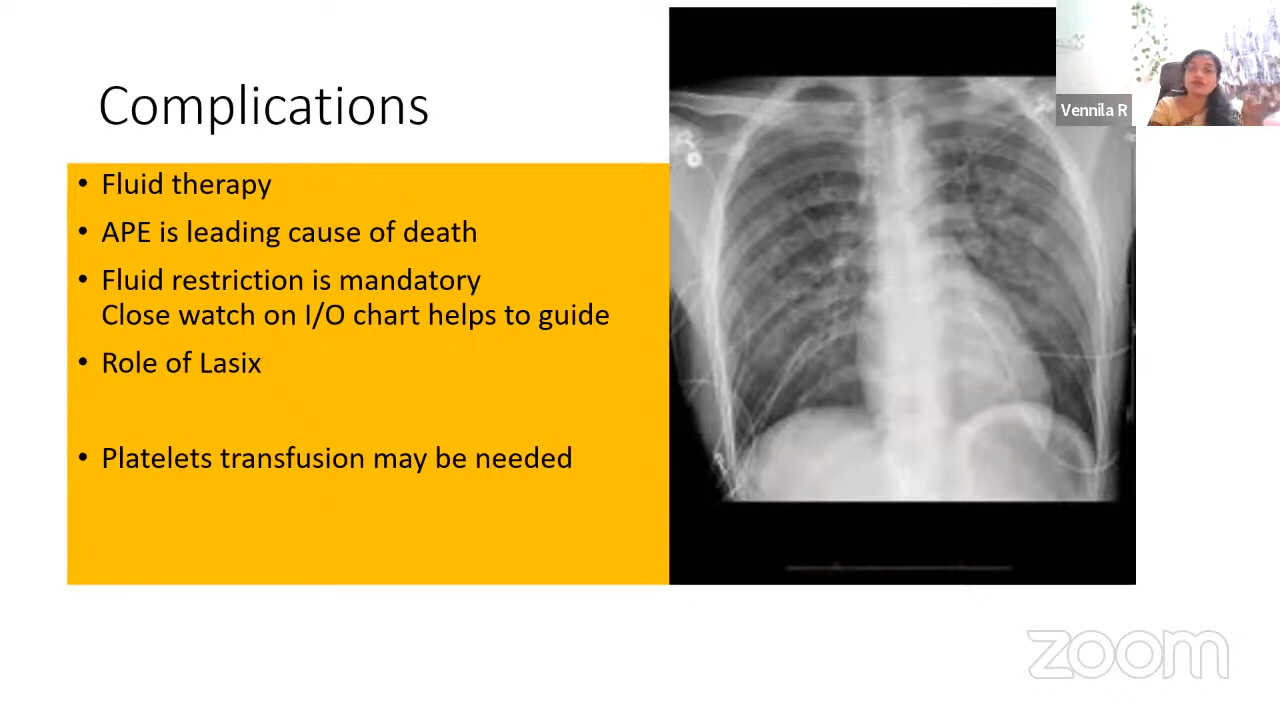 Complications
• Fluid therapy
• APE is leading cause of death
• Fluid restriction is mandatory
Close watch on I/O chart helps to guide
• Role of Lasix
• Platelets transfusion may be needed
Vennila R
zoom